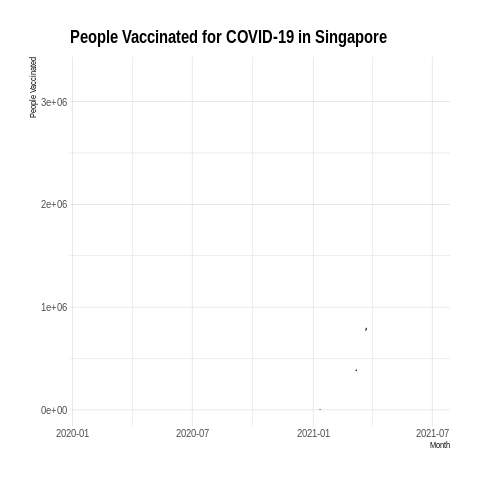 People Vaccinated for COVID-19 in Singapore
People Vaccinated
3e+06
2e+06
1e+06
0e+00
2020-01
2020-07
2021-01
2021-07
Month